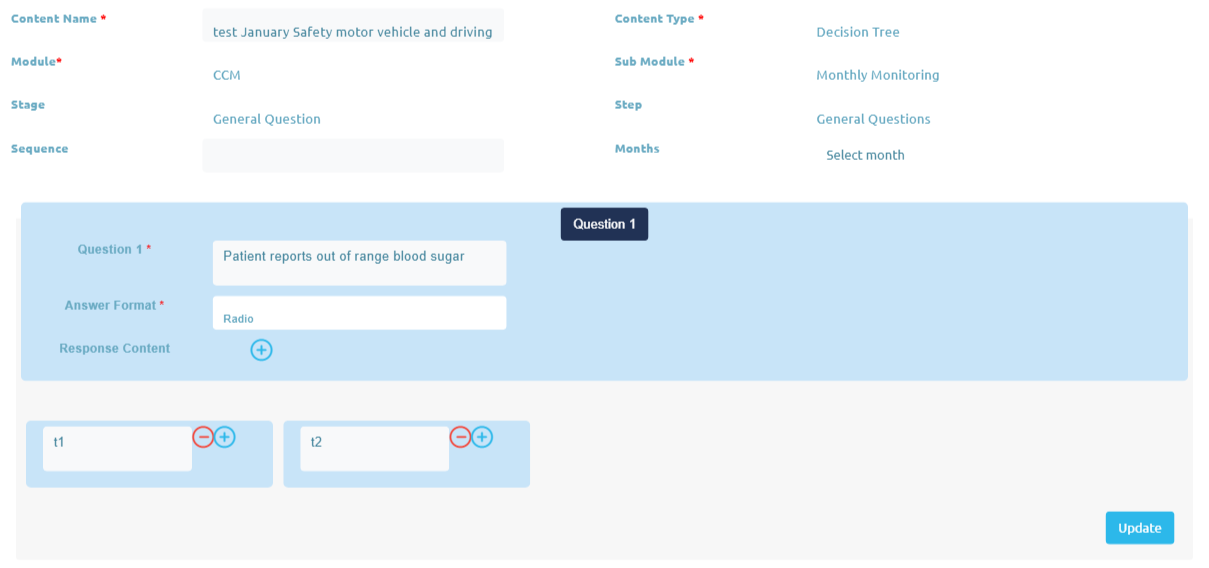 Content Name *
test January Safety motor vehicle and driving
Content Type *
Decision Tree
Module*
CCM
Sub Module *
Monthly Monitoring
Stage
General Question
Step
General Questions
Sequence
Months
Select month
Question 1
Question 1 *
Patient reports out of range blood sugar
Answer Format *
Radio
Response Content
t1
t2
Update